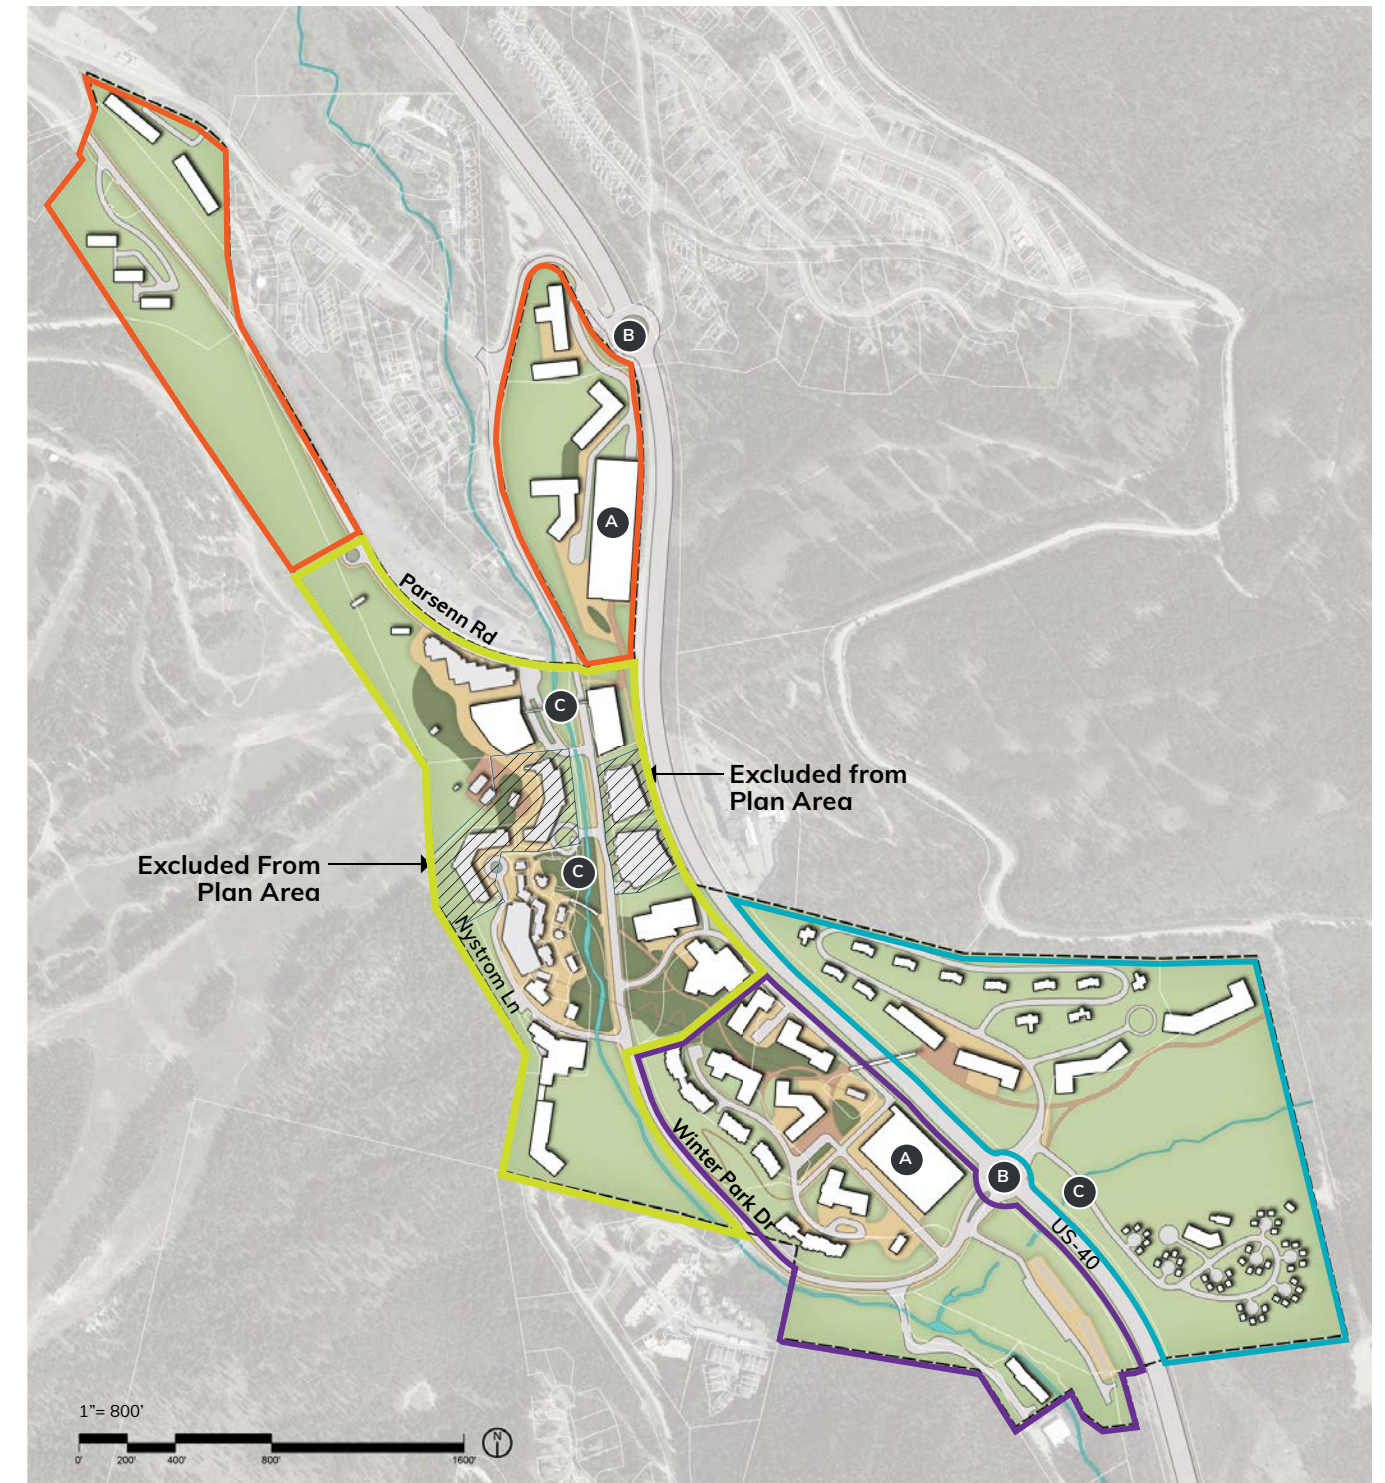 B
A
Parsenn Rd
C
Excluded from
Plan Area
Excluded From
Plan Area
C
Nystrom Ln
Winter Park Dr
A
B
C
US-40
1”= 800’
N
0' 200' 400' 800' 1600'